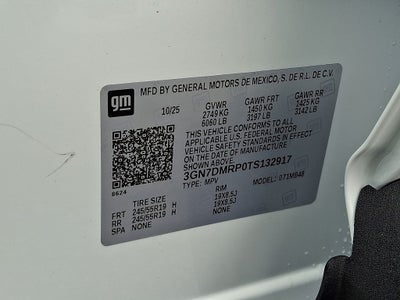 gm
MFD BY GENERAL MOTORS DE MEXICO, S. DE R.L. DE C.V.
10/25 GVWR GAWR FRT GAWR RR
2749 KG 1450 KG 1425 KG
6060 LB 3197 LB 3142 LB
THIS VEHICLE CONFORMS TO ALL
APPLICABLE U.S. FEDERAL MOTOR
VEHICLE SAFETY STANDARDS IN EFFECT
ON THE DATE OF MANUFACTURE
SHOWN ABOVE.
3GN7DMRP0TS132917
8624 TYPE: MPV MODEL: 071MB48
TIRE SIZE RIM
FRT 245/55R19 H 19X8.5J
RR 245/55R19 H 19X8.5J
SPA NONE NONE